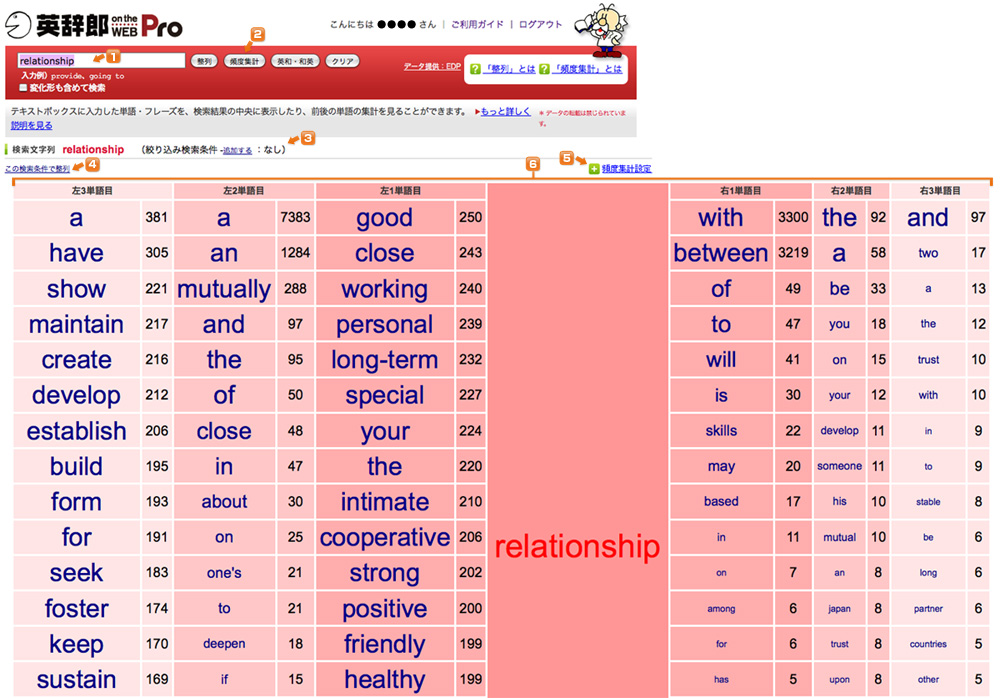 英辞郎 on the WEB Pro
こんにちは ●●●● さん | ご利用ガイド | ログアウト
2
relationship 1 整列 頻度集計 英和・和英 クリア
データ提供：EDP ? 「整列」とは ? 「頻度集計」とは
入力例) provide、going to
変化形も含めて検索
テキストボックスに入力した単語・フレーズを、検索結果の中央に表示したり、前後の単語の集計を見ることができます。 ▶もっと詳しく ＊データの転載は禁じられています。
説明を見る
3
検索文字列 relationship （絞り込み検索条件 -追加する：なし）
この検索条件で整列 4 6 5 + 頻度集計設定
左3単語目 左2単語目 左1単語目 右1単語目 右2単語目 右3単語目
a 381 a 7383 good 250 with 3300 the 92 and 97
have 305 an 1284 close 243 between 3219 a 58 two 17
show 221 mutually 288 working 240 of 49 be 33 a 13
maintain 217 and 97 personal 239 to 47 you 18 the 12
create 216 the 95 long-term 232 will 41 on 15 trust 10
develop 212 of 50 special 227 is 30 your 12 with 10
establish 206 close 48 your 224 skills 22 develop 11 in 9
build 195 in 47 the 220 may 20 someone 11 to 9
form 193 about 30 intimate 210 based 17 his 10 stable 8
for 191 on 25 cooperative 206 relationship in 11 mutual 10 be 6
seek 183 one's 21 strong 202 on 7 an 8 long 6
foster 174 to 21 positive 200 among 6 japan 8 partner 6
keep 170 deepen 18 friendly 199 for 6 trust 8 countries 5
sustain 169 if 15 healthy 199 has 5 upon 8 other 5